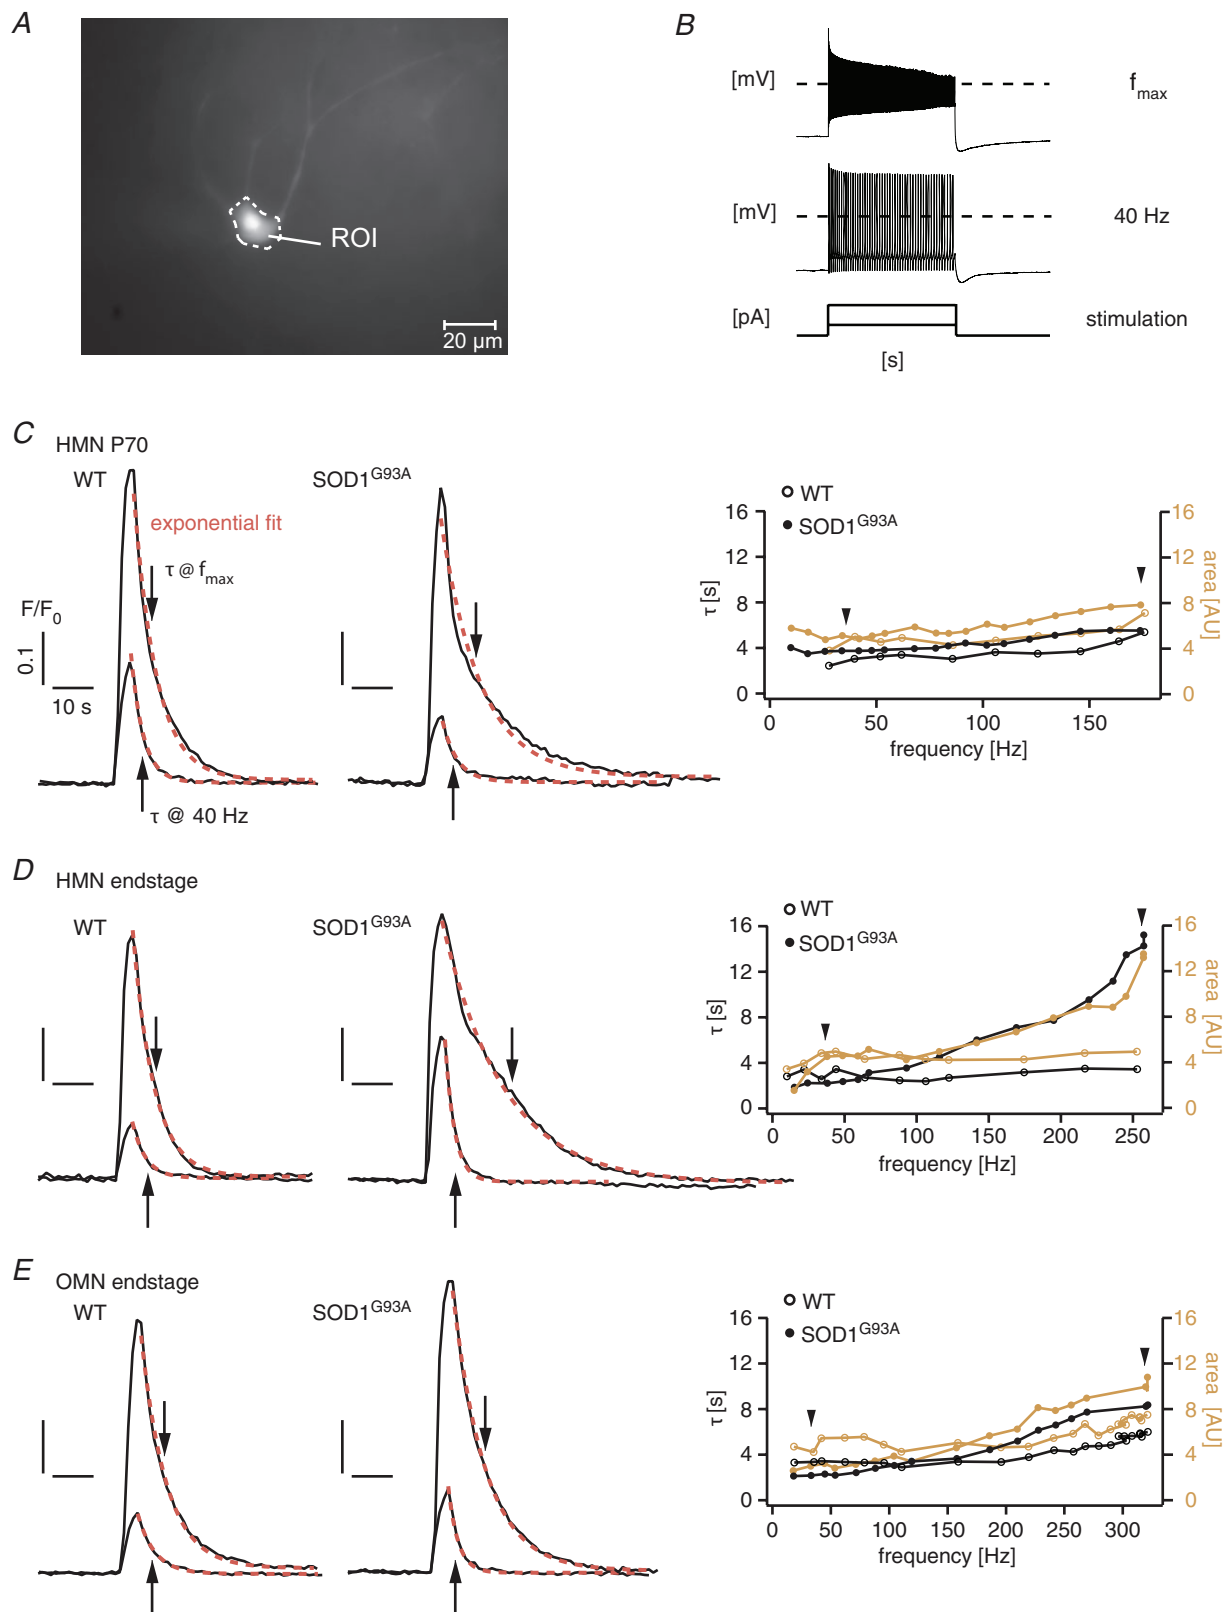 A
ROI
20 µm
B
[mV]
f max
[mV]
40 Hz
[pA]
stimulation
[s]
C
HMN P70
WT
SOD1 G93A
exponential fit
τ @ f max
F/F0
0.1
10 s
τ @ 40 Hz
WT
SOD1 G93A
16
12
8
4
0
τ [s]
16
12
8
4
0
area [AU]
0 50 100 150
frequency [Hz]
D
HMN endstage
WT
SOD1 G93A
WT
SOD1 G93A
16
12
8
4
0
τ [s]
16
12
8
4
0
area [AU]
0 50 100 150 200 250
frequency [Hz]
E
OMN endstage
WT
SOD1 G93A
WT
SOD1 G93A
16
12
8
4
0
τ [s]
16
12
8
4
0
area [AU]
0 50 100 150 200 250 300
frequency [Hz]